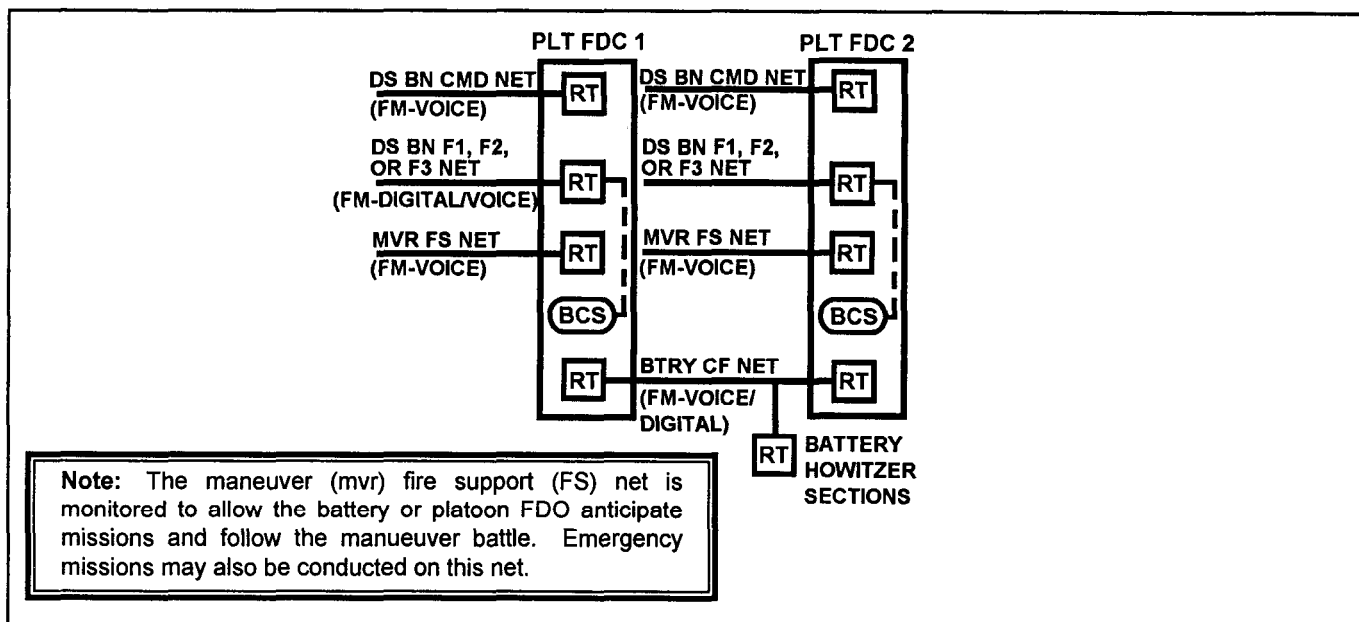 PLT FDC 1
PLT FDC 2
DS BN CMD NET
(FM-VOICE)
RT
DS BN CMD NET
(FM-VOICE)
RT
DS BN F1, F2,
OR F3 NET
(FM-DIGITAL/VOICE)
RT
DS BN F1, F2,
OR F3 NET
RT
MVR FS NET
(FM-VOICE)
RT
MVR FS NET
(FM-VOICE)
RT
BCS
BCS
RT
BTRY CF NET
(FM-VOICE/
DIGITAL)
RT
RT
BATTERY
HOWITZER
SECTIONS
Note: The maneuver (mvr) fire support (FS) net is
monitored to allow the battery or platoon FDO anticipate
missions and follow the manueuver battle. Emergency
missions may also be conducted on this net.